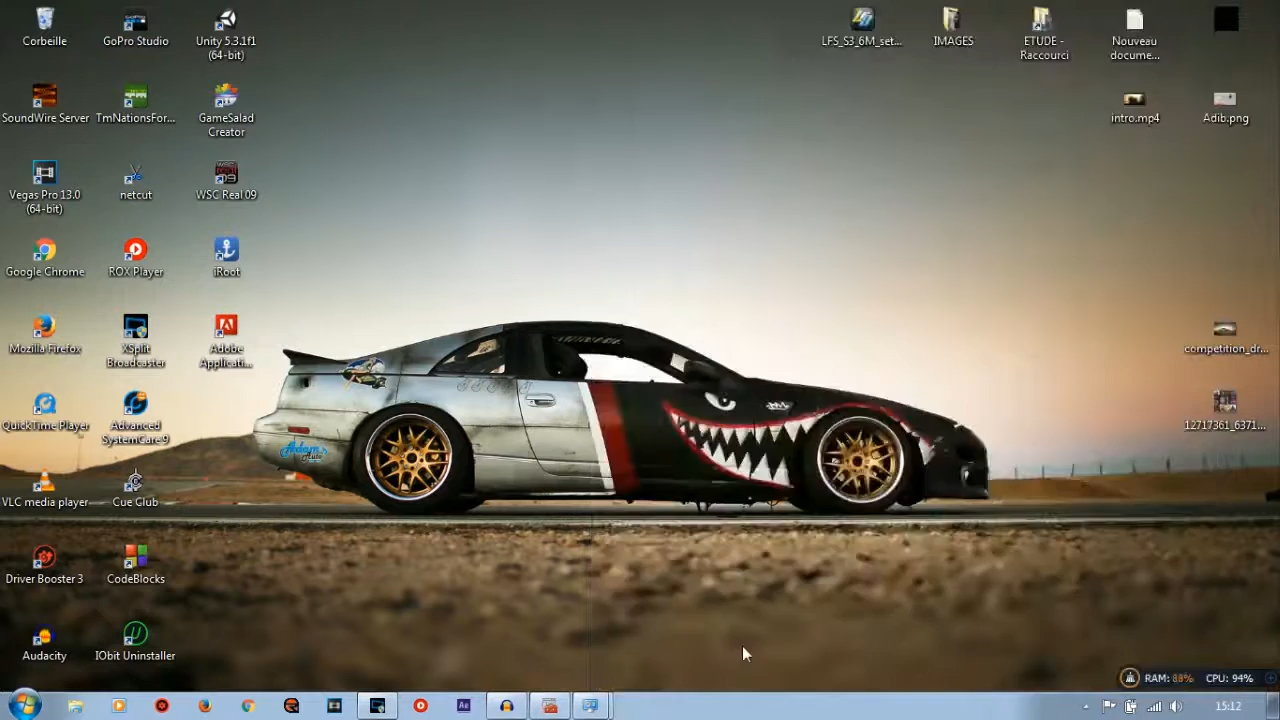 Corbeille
GoPro Studio
Unity 5.3.1f1
(64-bit)
LFS_S3_6M_set...
IMAGES
ETUDE -
Raccourci
Nouveau
docume...
SoundWire Server
TmNationsFor...
GameSalad
Creator
intro.mp4
Adib.png
Vegas Pro 13.0
(64-bit)
netcut
WSC Real 09
Google Chrome
ROX Player
iRoot
Mozilla Firefox
XSplit
Broadcaster
Adobe
Applicati...
competition_dr...
QuickTime Player
Advanced
SystemCare 9
12717361_6371...
Adams
Auto
VLC media player
Cue Club
Driver Booster 3
CodeBlocks
Audacity
IObit Uninstaller
RAM: 88%
CPU: 94%
15:12